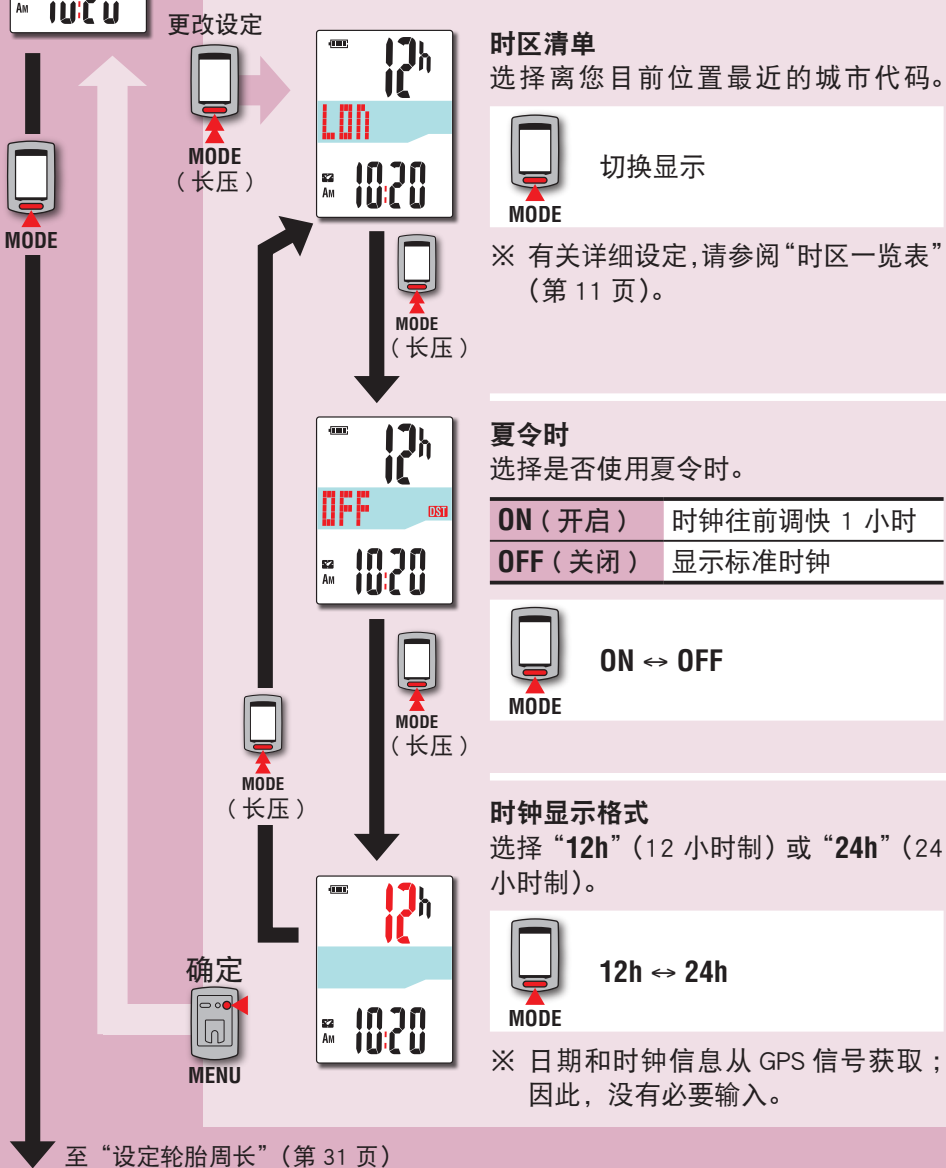 AM 10:20
更改设定
MODE
（长压）
MODE
12h
LON
AM 10:20
时区清单
选择离您目前位置最近的城市代码。
MODE
切换显示
※ 有关详细设定,请参阅“时区一览表”
（第 11 页）。
MODE
（长压）
12h
OFF DST
AM 10:20
夏令时
选择是否使用夏令时。
ON（开启） 时钟往前调快 1 小时
OFF（关闭） 显示标准时钟
MODE
ON ↔ OFF
MODE
（长压）
MODE
（长压）
时钟显示格式
选择 “12h”（12 小时制）或 “24h”（24
小时制）。
12h
AM 10:20
MODE
12h ↔ 24h
确定
MENU
※ 日期和时钟信息从 GPS 信号获取；
因此，没有必要输入。
至 “设定轮胎周长”（第 31 页）